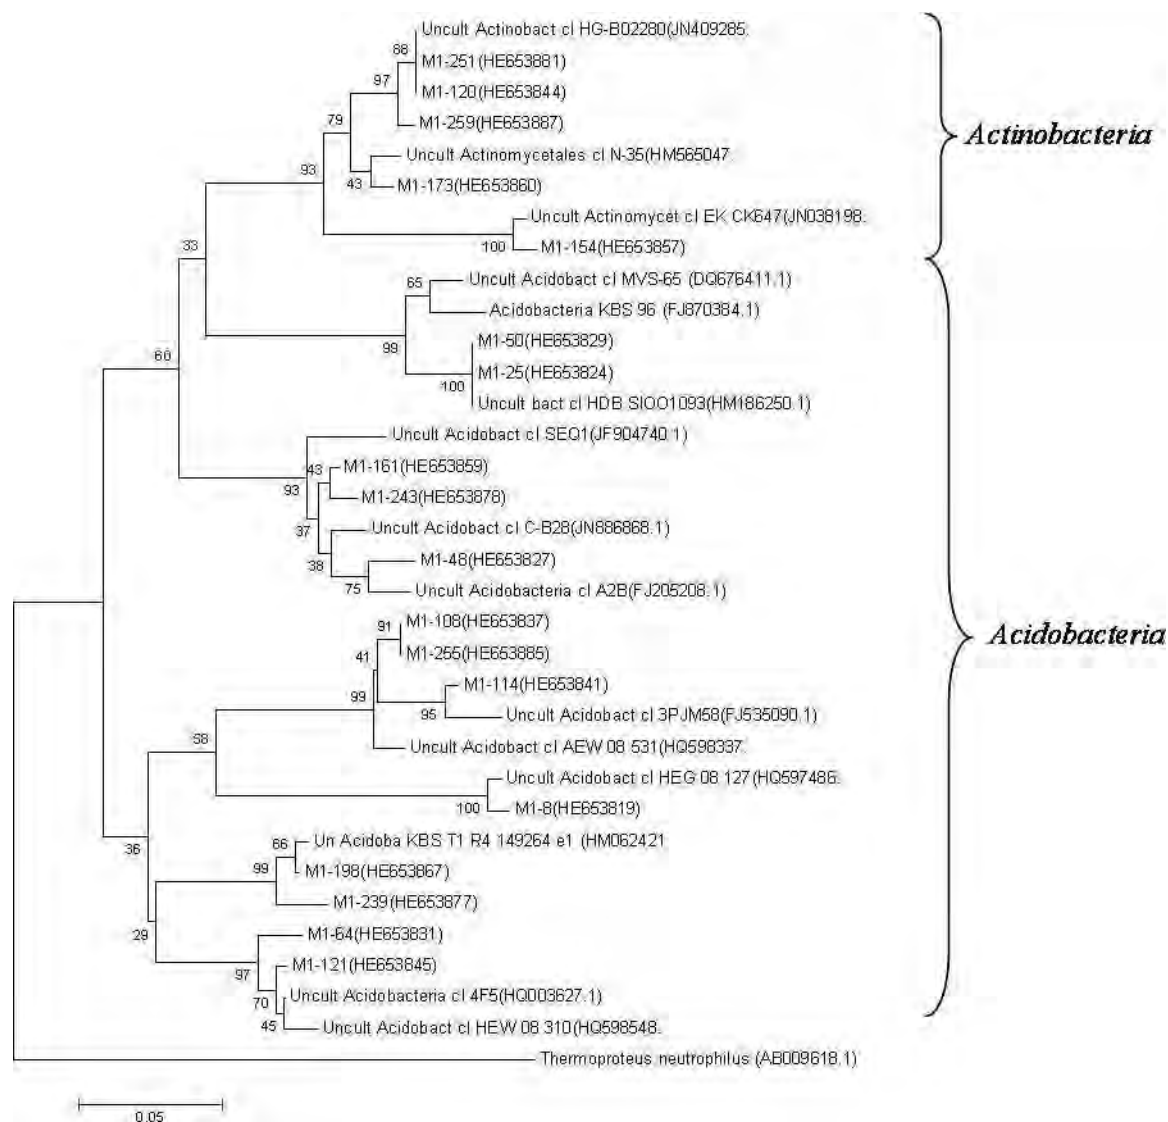 Uncult Actinobact cl HG-B02280(JN409285.
88
M1-251(HE653881)
97
M1-120(HE653844)
79
M1-259(HE653887)
Actinobacteria
Uncult Actinomycetales cl N-35(HM565047.
93
43
M1-173(HE653860)
Uncult Actinomycet cl EK CK647(JN038198.
33
100
M1-154(HE653857)
65
Uncult Acidobact cl MVS-65 (DQ676411.1)
Acidobacteria KBS 96 (FJ870384.1)
99
M1-50(HE653829)
60
M1-25(HE653824)
100
Uncult bact cl HDB SIOO1093(HM186250.1)
Uncult Acidobact cl SEQ1(JF904740.1)
43
M1-161(HE653859)
93
M1-243(HE653878)
37
Uncult Acidobact cl C-B28(JN886868.1)
38
M1-48(HE653827)
75
Uncult Acidobacteria cl A2B(FJ205208.1)
91
M1-108(HE653837)
Acidobacteria
41
M1-255(HE653885)
99
M1-114(HE653841)
95
Uncult Acidobact cl 3PJM58(FJ535090.1)
58
Uncult Acidobact cl AEW 08 531(HQ598337.
Uncult Acidobact cl HEG 08 127(HQ597486.
100
M1-8(HE653819)
36
66
Un Acidoba KBS T1 R4 149264 e1 (HM062421
99
M1-198(HE653867)
M1-239(HE653877)
29
M1-64(HE653831)
97
M1-121(HE653845)
70
Uncult Acidobacteria cl 4F5(HQ003627.1)
45
Uncult Acidobact cl HEW 08 310(HQ598548.
Thermoproteus neutrophilus (AB009618.1)
0.05